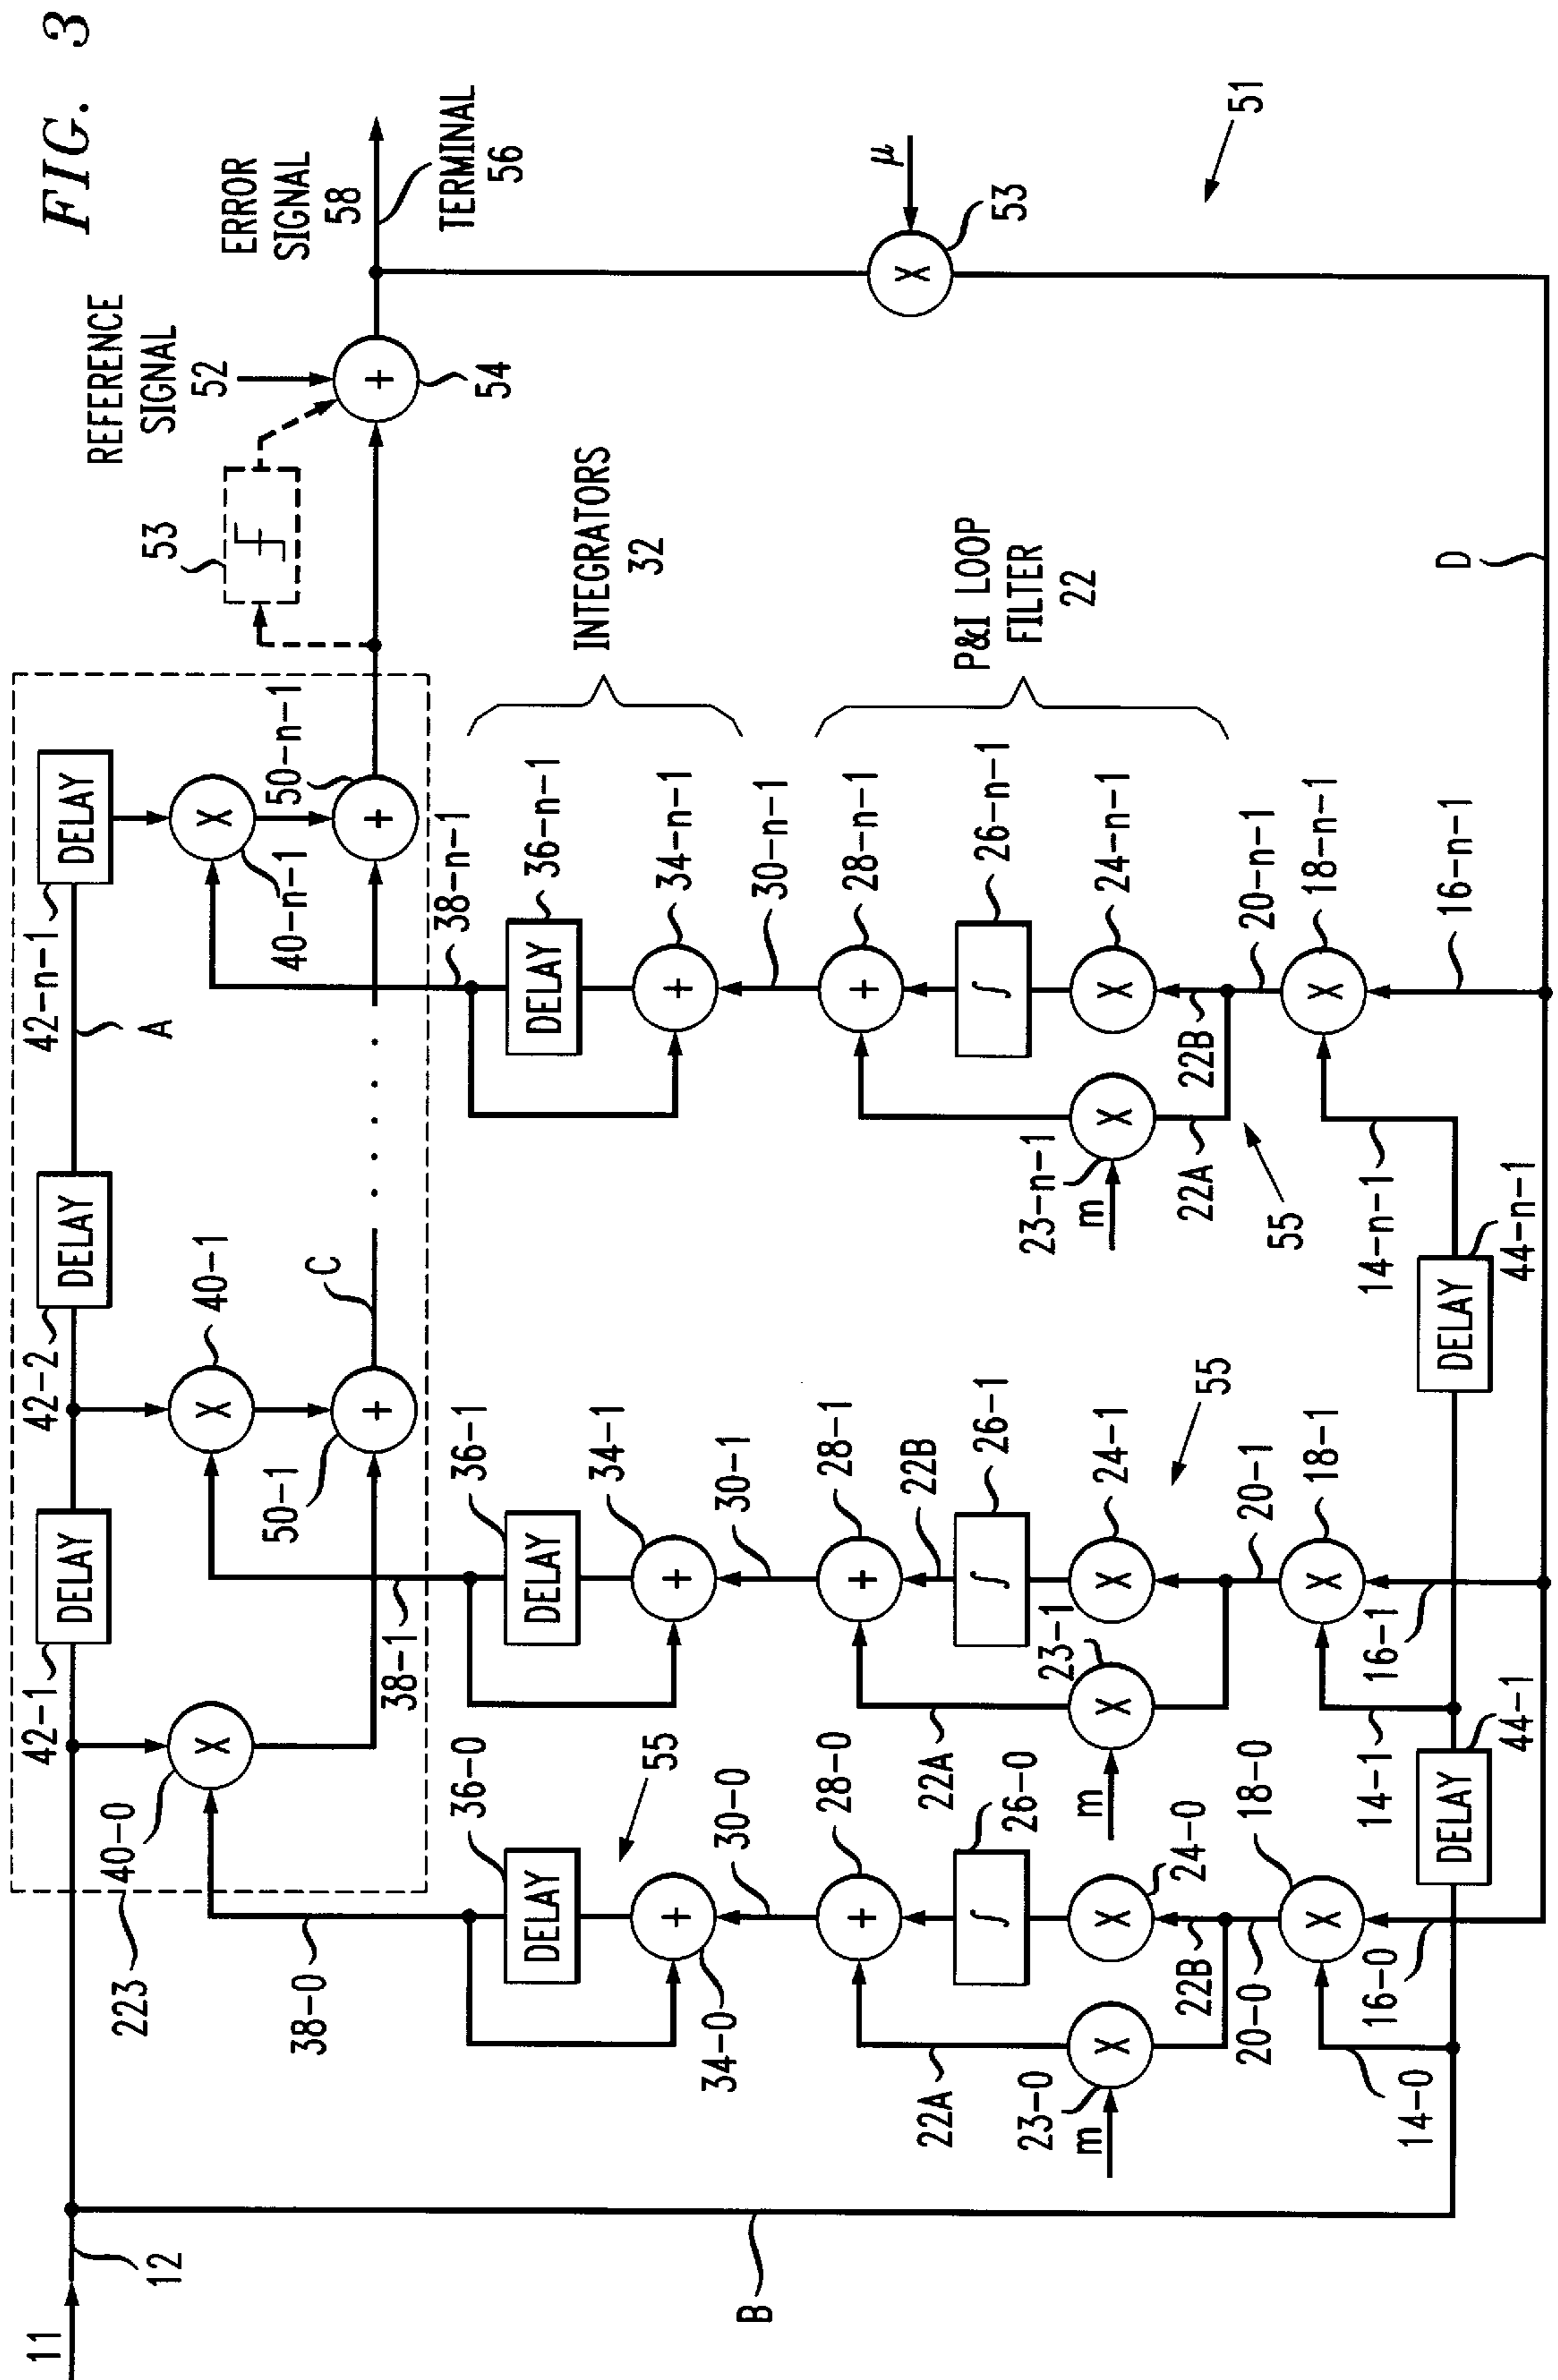 FIG. 3
11
12
B
223
40-0
42-1
DELAY
42-2
DELAY
A
42-n-1
DELAY
40-1
50-1
C
40-n-1
50-n-1
X
X
X
+
+
53
REFERENCE
SIGNAL
52
+
54
ERROR
SIGNAL
58
TERMINAL
56
μ
X
53
51
38-0
38-1
38-n-1
36-0
DELAY
36-1
DELAY
36-n-1
DELAY
INTEGRATORS
32
34-0
+
34-1
+
34-n-1
+
55
30-0
30-1
30-n-1
28-0
+
28-1
+
28-n-1
+
P&I LOOP
FILTER
22
22A
22A
22B
26-0
∫
26-1
∫
26-n-1
∫
23-0
m
X
24-0
X
23-1
m
X
24-1
X
23-n-1
m
X
24-n-1
X
22B
22A
22B
55
55
20-0
20-1
20-n-1
18-0
X
18-1
X
18-n-1
X
14-0
16-0
14-1
16-1
14-n-1
16-n-1
DELAY
44-1
DELAY
44-n-1
D